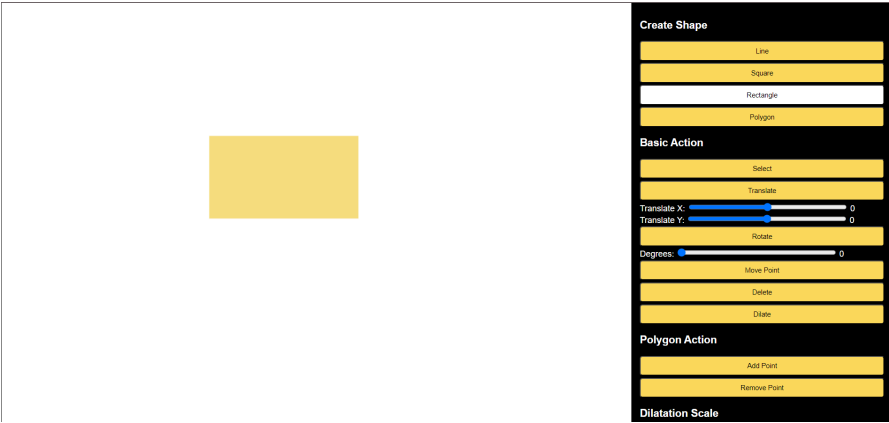 Create Shape
Line
Square
Rectangle
Polygon
Basic Action
Select
Translate
Translate X: 0
Translate Y: 0
Rotate
Degrees: 0
Move Point
Delete
Dilate
Polygon Action
Add Point
Remove Point
Dilatation Scale